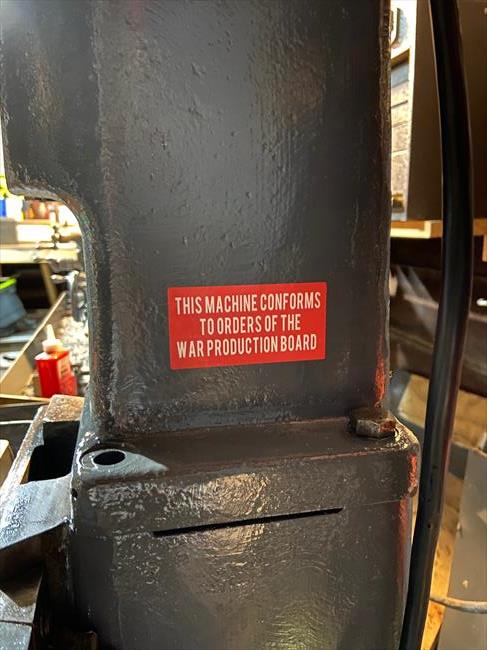 THIS MACHINE CONFORMS
TO ORDERS OF THE
WAR PRODUCTION BOARD